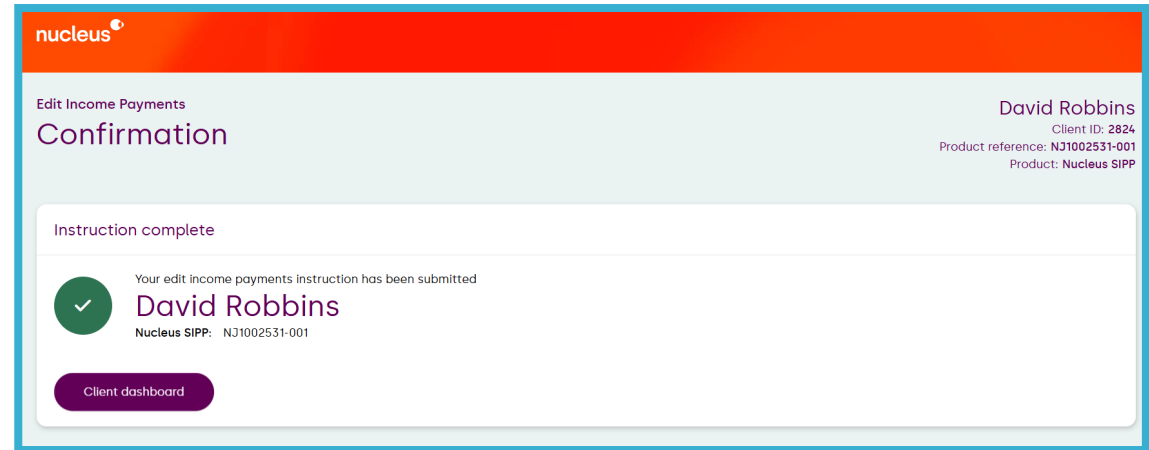 nucleus
Edit Income Payments
Confirmation
David Robbins
Client ID: 2824
Product reference: NJ1002531-001
Product: Nucleus SIPP
Instruction complete
Your edit income payments instruction has been submitted
David Robbins
Nucleus SIPP: NJ1002531-001
Client dashboard